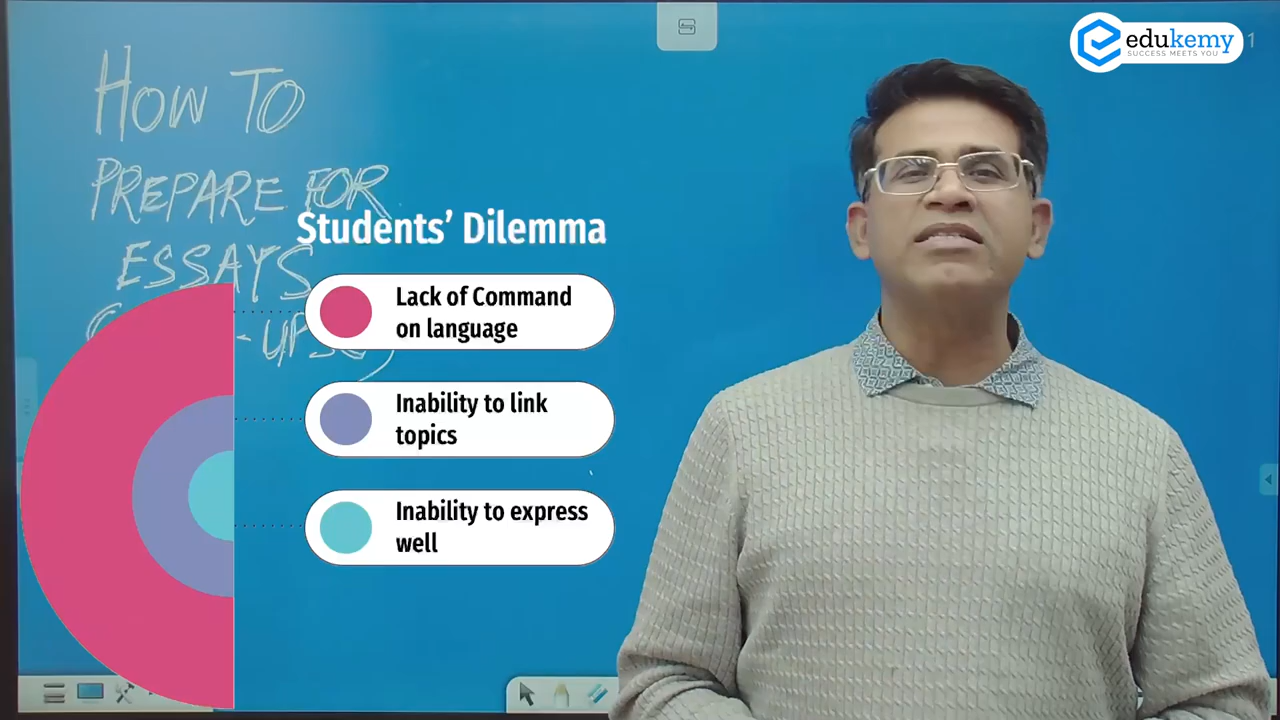 HOW TO
PREPARE FOR
ESSAYS
Students' Dilemma
Lack of Command
on language
Inability to link
topics
Inability to express
well
edukemy
SUCCESS MEETS YOU
1